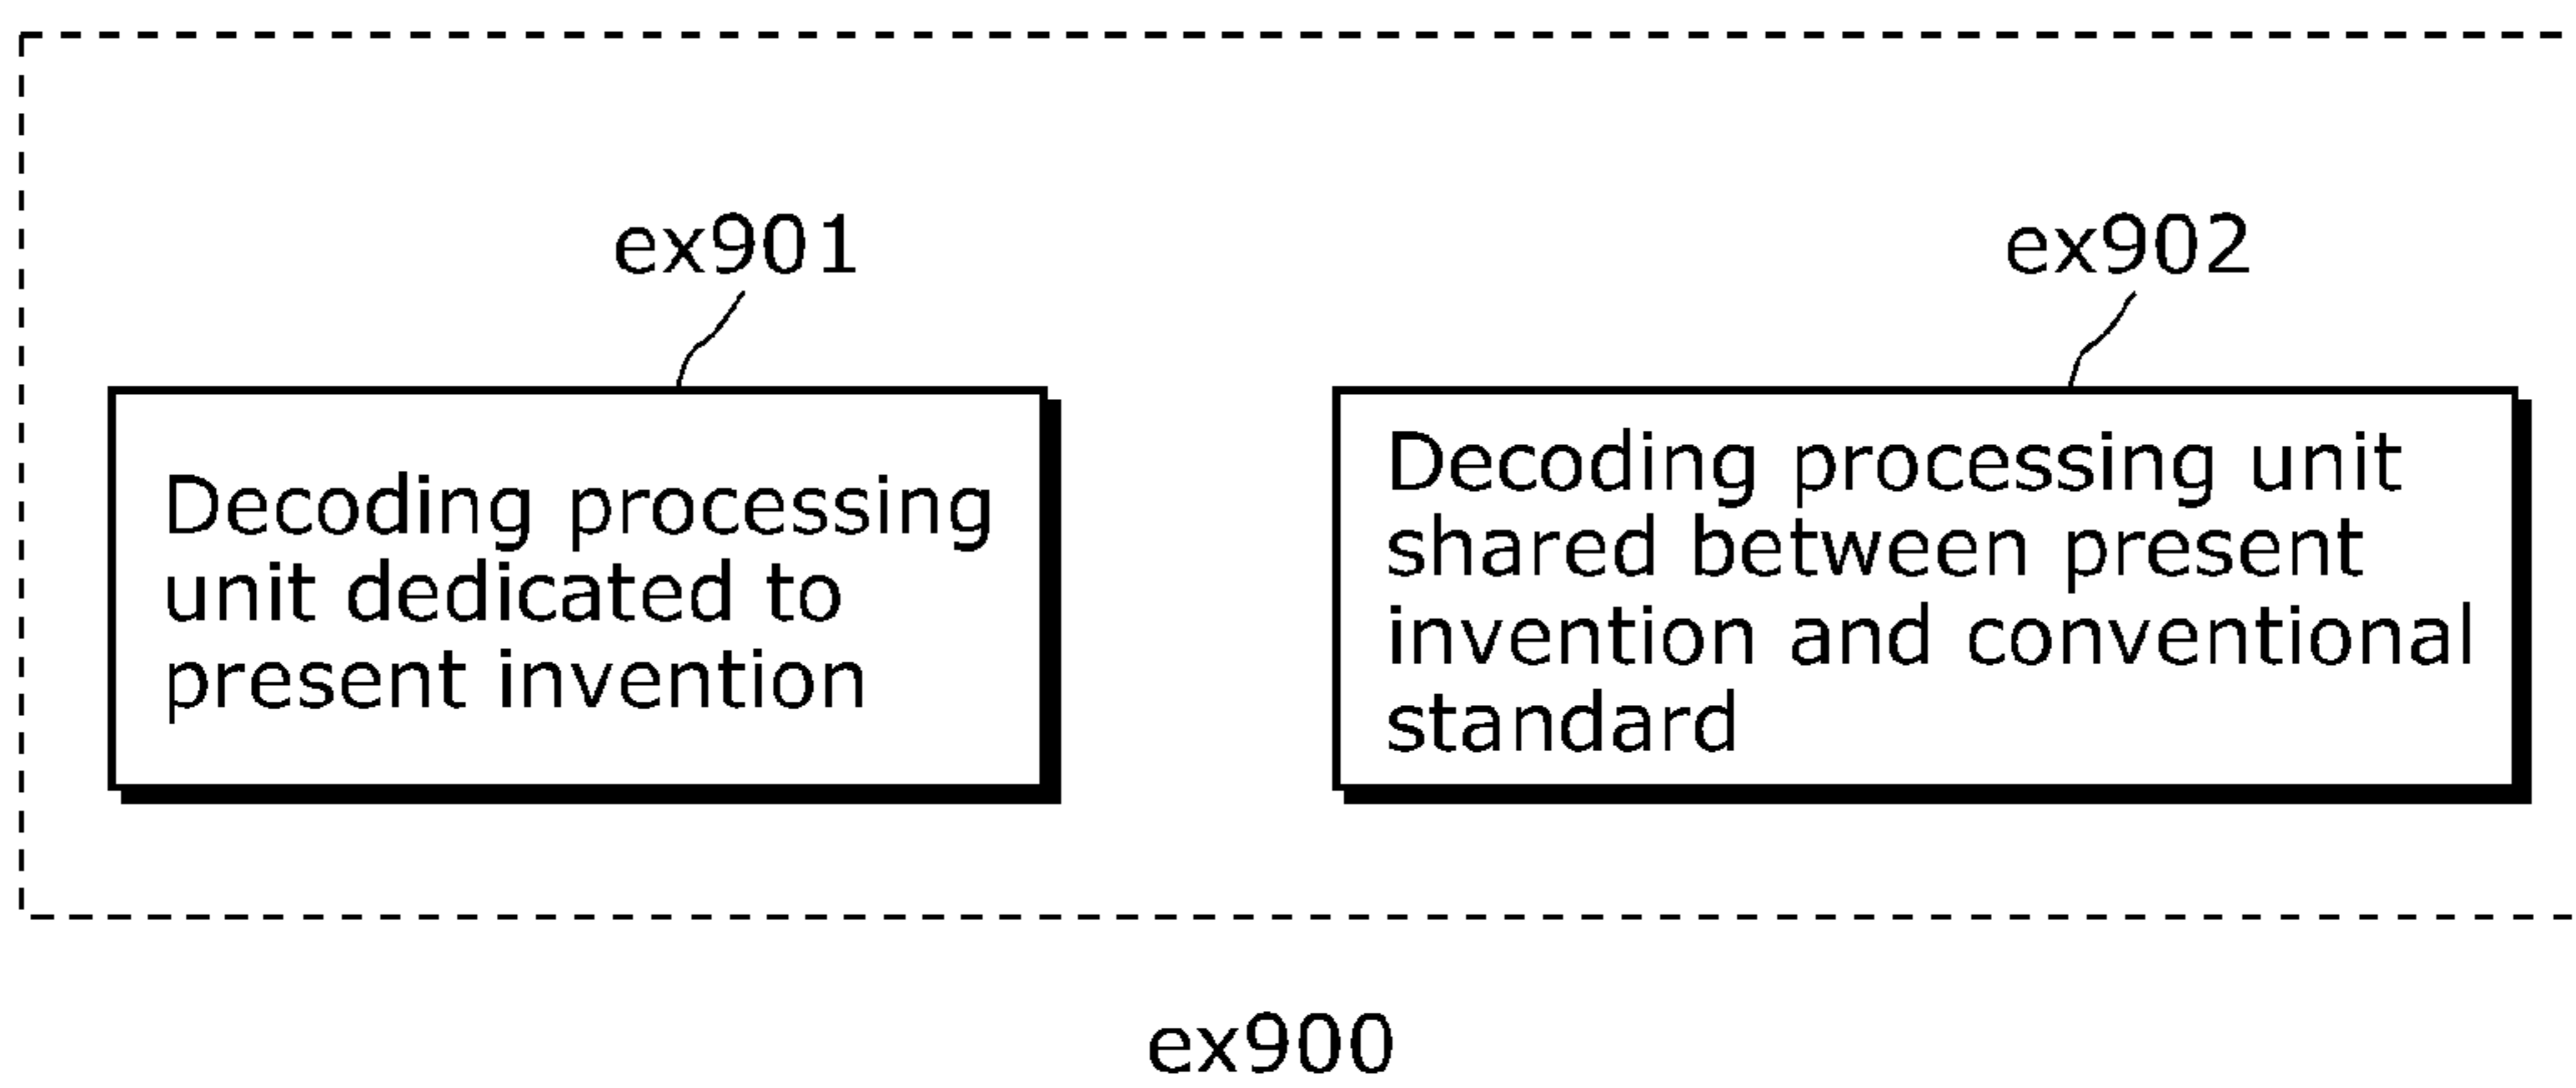 ex901
Decoding processing
unit dedicated to
present invention
ex902
Decoding processing unit
shared between present
invention and conventional
standard
ex900